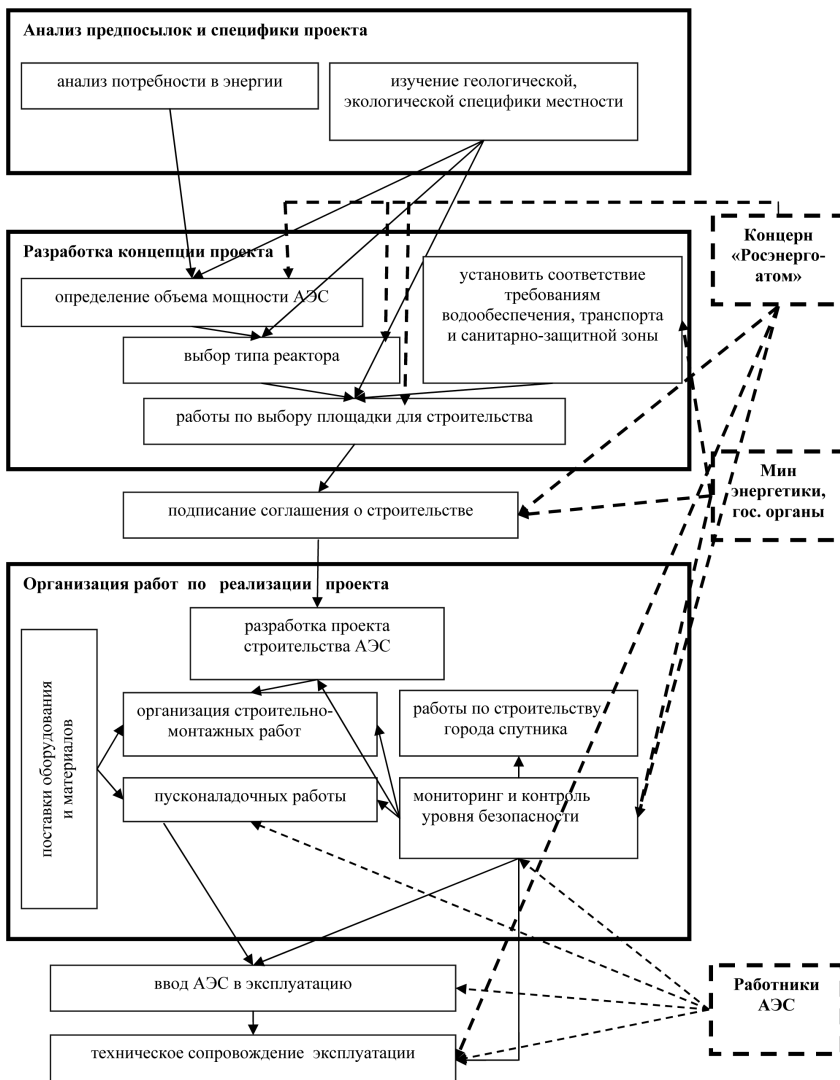 Анализ предпосылок и специфики проекта
анализ потребности в энергии
изучение геологической,
экологической специфики местности
Концерн
«Росэнерго-
атом»
Разработка концепции проекта
определение объема мощности АЭС
установить соответствие
требованиям
водообеспечения, транспорта
и санитарно-защитной зоны
выбор типа реактора
работы по выбору площадки для строительства
Мин
энергетики,
гос. органы
подписание соглашения о строительстве
Организация работ по реализации проекта
разработка проекта
строительства АЭС
поставки оборудования
и материалов
организация строительно-
монтажных работ
работы по строительству
города спутника
пусконаладочных работы
мониторинг и контроль
уровня безопасности
ввод АЭС в эксплуатацию
Работники
АЭС
техническое сопровождение эксплуатации